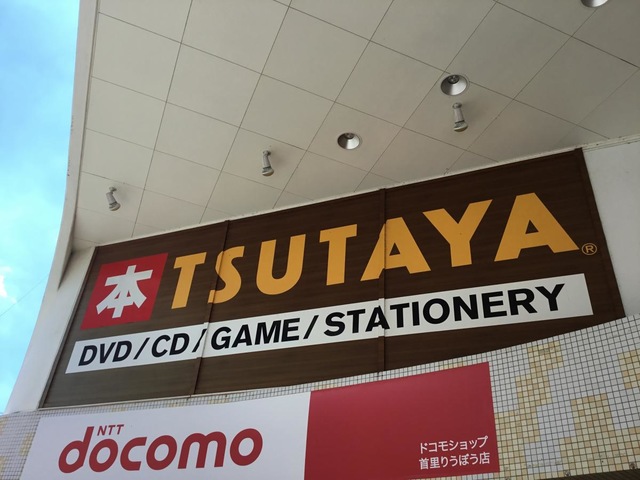 本 TSUTAYA®
DVD/CD/GAME/STATIONERY
NTT
docomo
ドコモショップ
首里りうぼう店